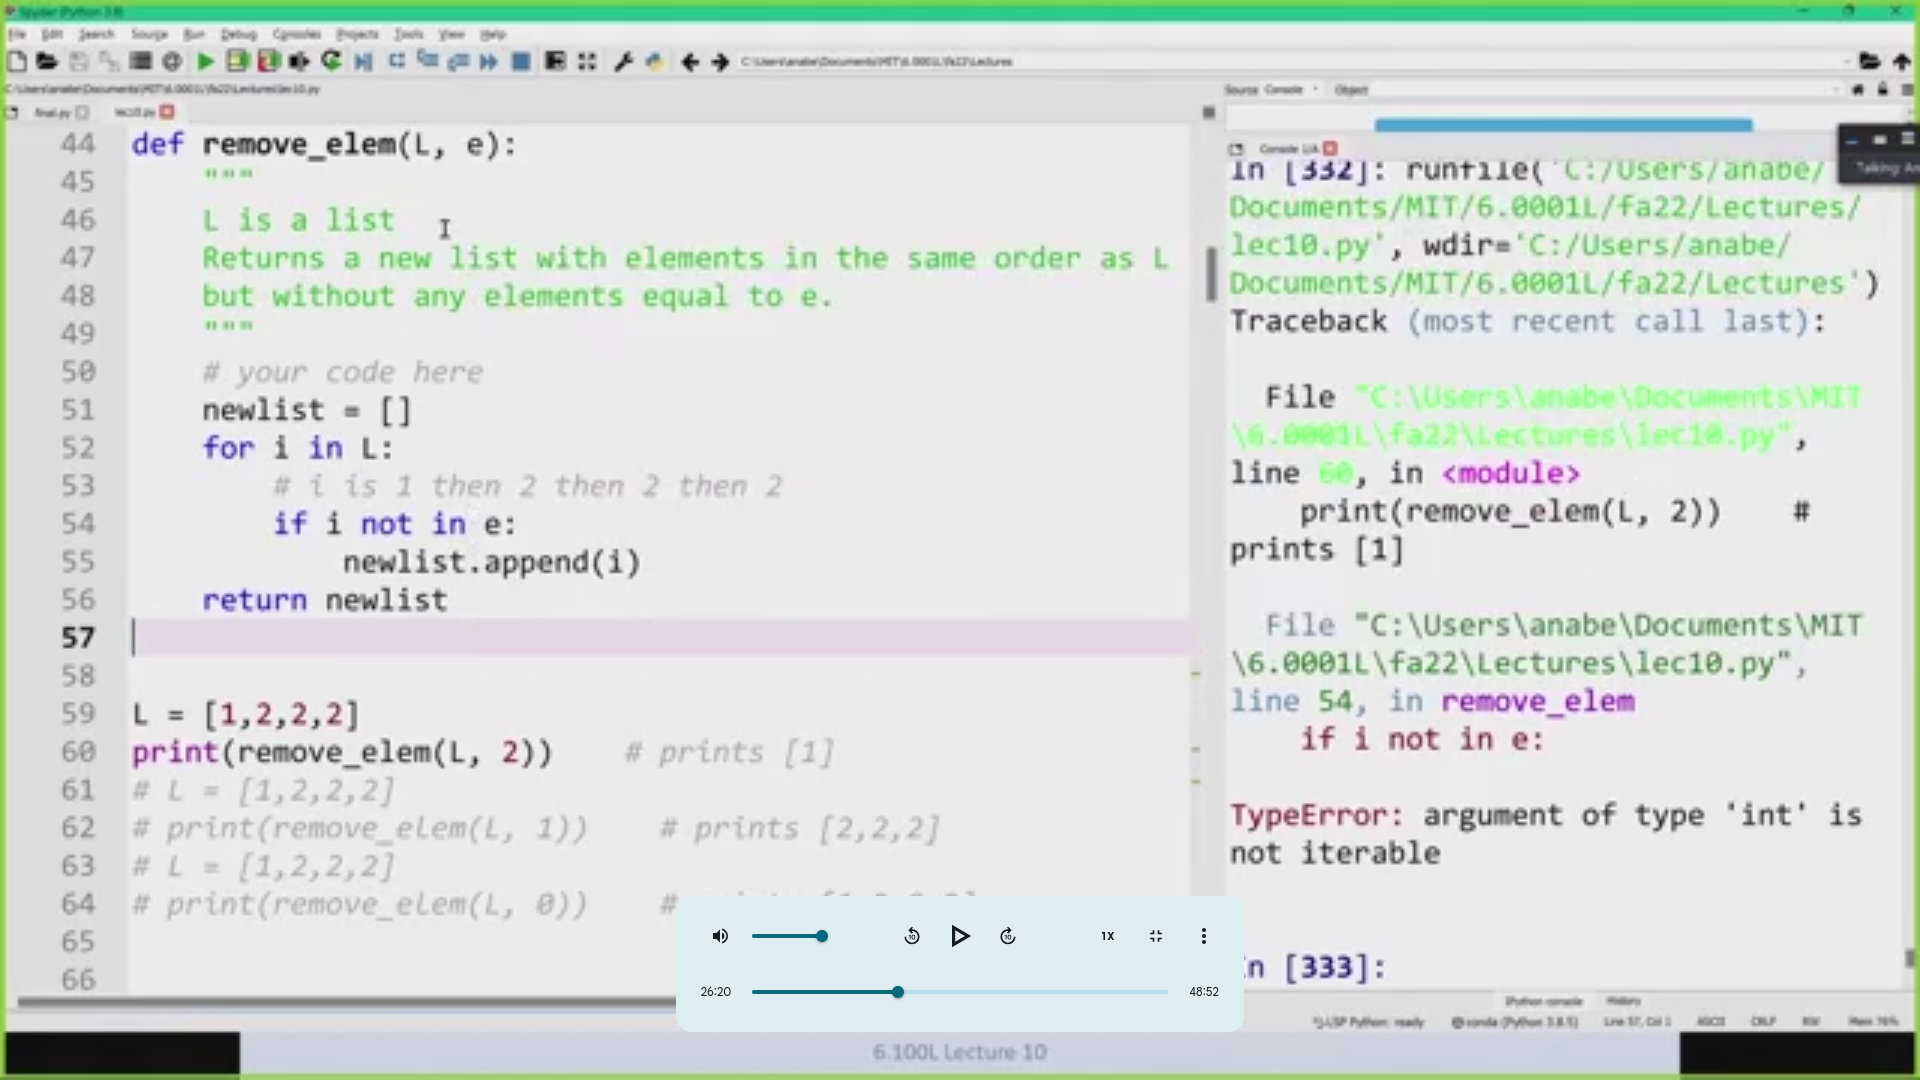 Spyder (Python 3.8)
File Edit Search Source Run Debug Consoles Projects Tools View Help
C:\Users\anabe\Documents\MIT\6.0001L\fa22\Lectures
C:\Users\anabe\Documents\MIT\6.0001L\fa22\Lectures\lec10.py
final.py lec10.py
44 def remove_elem(L, e):
45 """
46 L is a list
47 Returns a new list with elements in the same order as L
48 but without any elements equal to e.
49 """
50 # your code here
51 newlist = []
52 for i in L:
53 # i is 1 then 2 then 2 then 2
54 if i not in e:
55 newlist.append(i)
56 return newlist
57
58
59 L = [1,2,2,2]
60 print(remove_elem(L, 2)) # prints [1]
61 # L = [1,2,2,2]
62 # print(remove_elem(L, 1)) # prints [2,2,2]
63 # L = [1,2,2,2]
64 # print(remove_elem(L, 0)) #
65
66
Source Console Object
Console 1/A
Talking:
In [332]: runfile('C:/Users/anabe/
Documents/MIT/6.0001L/fa22/Lectures/
lec10.py', wdir='C:/Users/anabe/
Documents/MIT/6.0001L/fa22/Lectures')
Traceback (most recent call last):
File "C:\Users\anabe\Documents\MIT
\6.0001L\fa22\Lectures\lec10.py",
line 60, in <module>
print(remove_elem(L, 2)) #
prints [1]
File "C:\Users\anabe\Documents\MIT
\6.0001L\fa22\Lectures\lec10.py",
line 54, in remove_elem
if i not in e:
TypeError: argument of type 'int' is
not iterable
n [333]:
IPython console History
LSP Python: ready conda (Python 3.8.5) Line 57, Col 1 ASCII CRLF RW Mem 76%
10 10 1X
26:20 48:52
6.100L Lecture 10